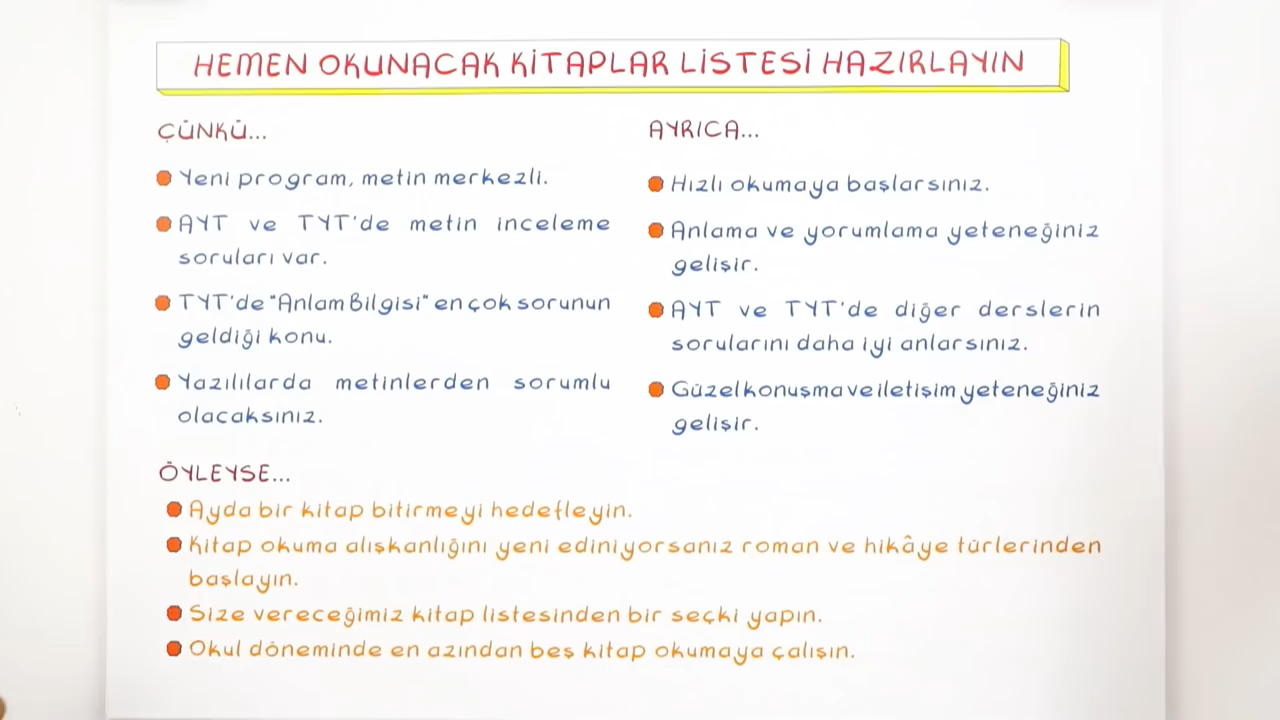 HEMEN OKUNACAK KİTAPLAR LİSTESİ HAZIRLAYIN
ÇÜNKÜ...
Yeni program, metin merkezli.
AYT ve TYT'de metin inceleme
soruları var.
TYT'de "Anlam Bilgisi" en çok sorunun
geldiği konu.
Yazılılarda metinlerden sorumlu
olacaksınız.
AYRICA...
Hızlı okumaya başlarsınız.
Anlama ve yorumlama yeteneğiniz
gelişir.
AYT ve TYT'de diğer derslerin
sorularını daha iyi anlarsınız.
Güzel konuşma ve iletişim yeteneğiniz
gelişir.
ÖYLEYSE...
Ayda bir kitap bitirmeyi hedefleyin.
Kitap okuma alışkanlığını yeni ediniyorsanız roman ve hikâye türlerinden
başlayın.
Size vereceğimiz kitap listesinden bir seçki yapın.
Okul döneminde en azından beş kitap okumaya çalışın.